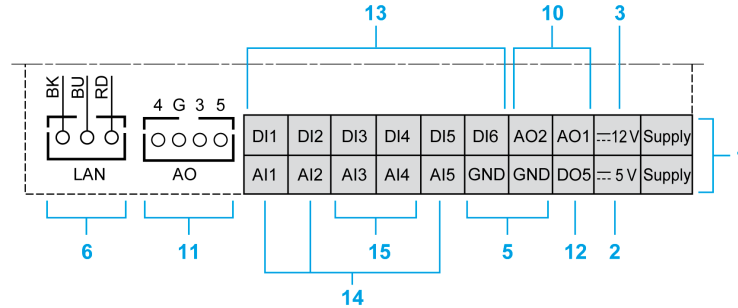 13 10 3
BK BU RD
4 G 3 5
DI1 DI2 DI3 DI4 DI5 DI6 AO2 AO1 12 V Supply
LAN AO
AI1 AI2 AI3 AI4 AI5 GND GND DO5 5 V Supply
6 11 15 5 12 2
14